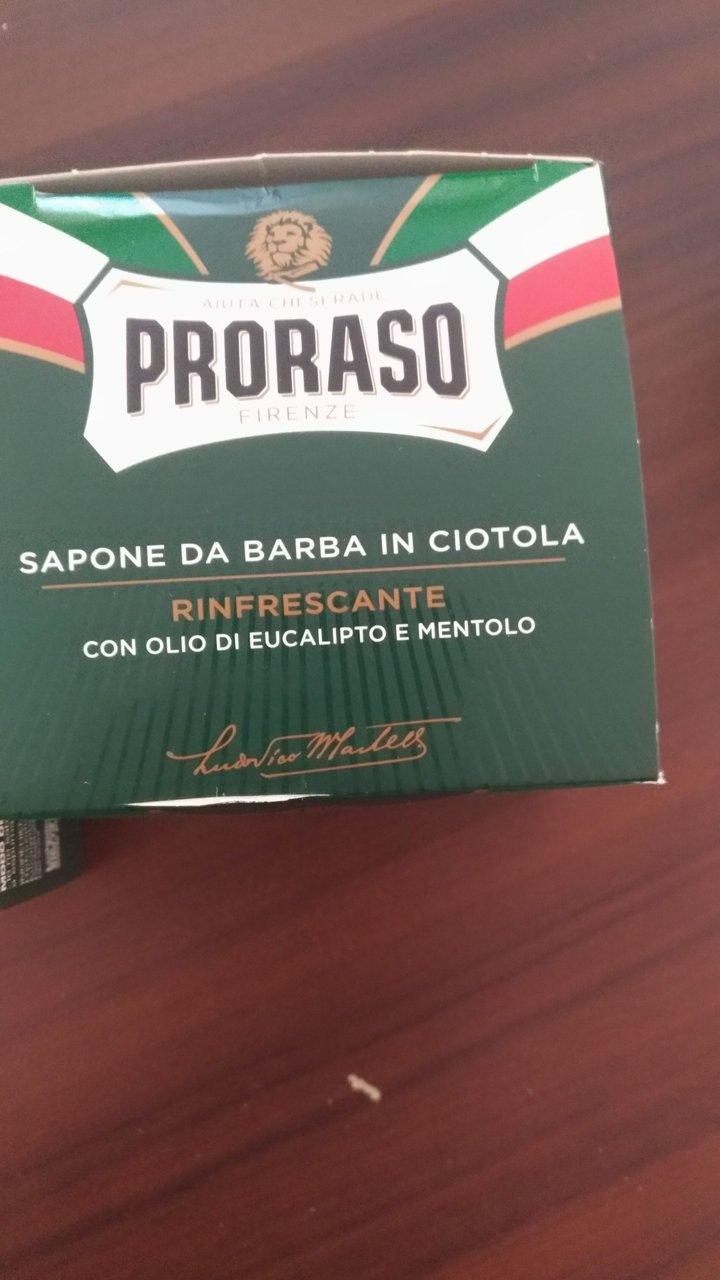 AIUTA CHI SI RADE
PRORASO
FIRENZE
SAPONE DA BARBA IN CIOTOLA
RINFRESCANTE
CON OLIO DI EUCALIPTO E MENTOLO
Ludovico Martelli